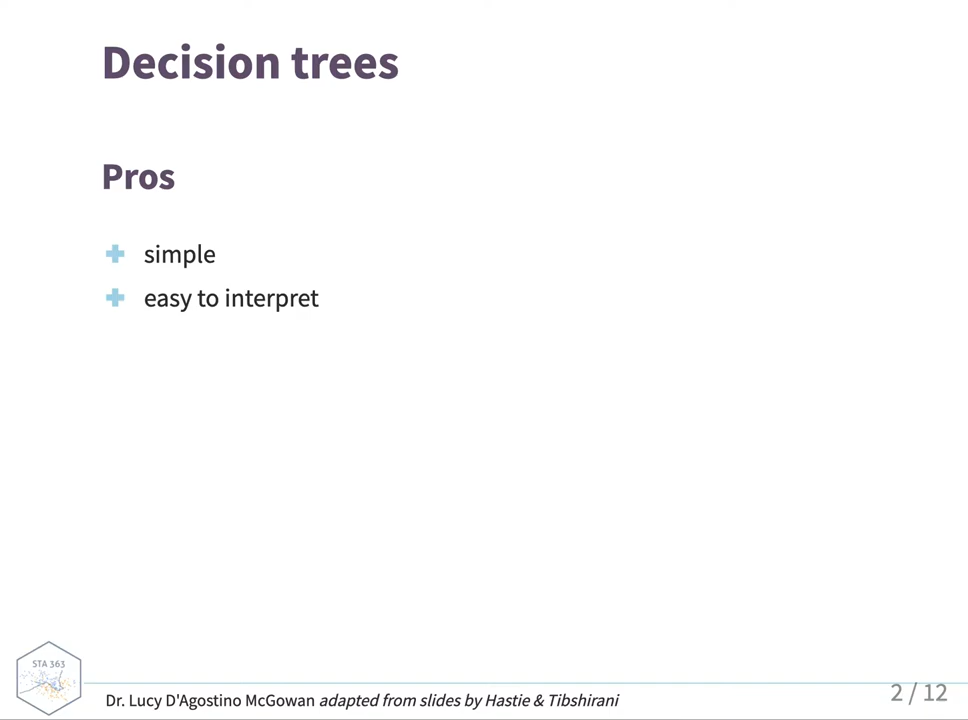 Decision trees
Pros
simple
easy to interpret
STA 363
Dr. Lucy D'Agostino McGowan adapted from slides by Hastie & Tibshirani
2 / 12